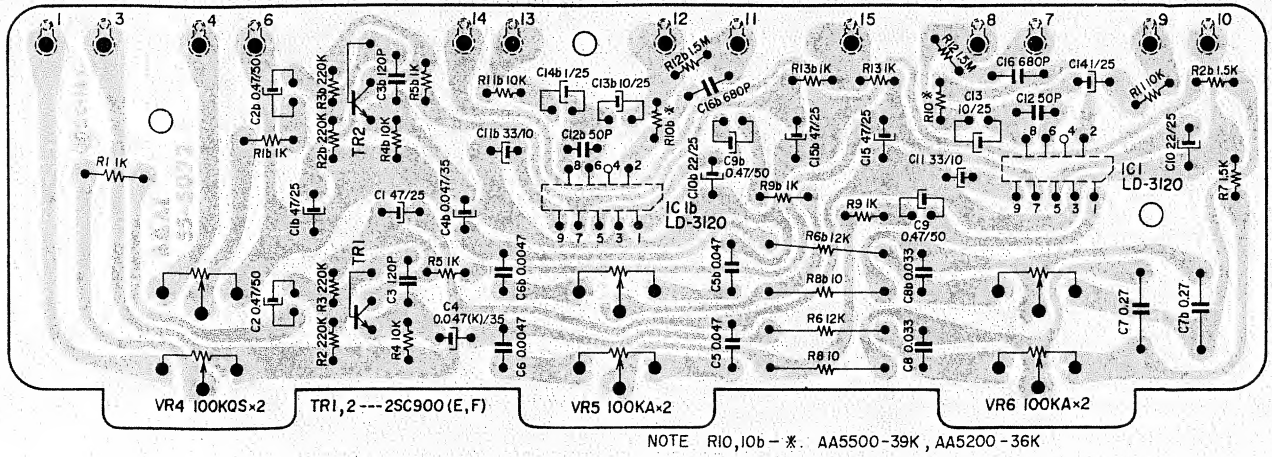 1 3 4 6 14 13 12 11 15 8 7 9 10
C2b 0.47/50
R3b 220K
C3b 120P
R5b 1K
R11b 10K
C14b 1/25
C13b 10/25
R12b 1.5M
C16b 680P
R13b 1K
R13 1K
R12 1.5M
C16 680P
C14 1/25
R11 10K
R2b 1.5K
R1b 1K
R2b 220K
TR2
R4b 10K
C11b 33/10
C12b 50P
R10b *
C9b
0.47/50
C15b 47/25
C15 47/25
R10 *
C13
10/25
C12 50P
C10 22/25
R1 1K
8 6 4 2
8 6 4 2
C11 33/10
IC1
LD-3120
R7 1.5K
C1b 47/25
C1 47/25
C4b 0.047/35
9 7 5 3 1
IC1b
LD-3120
C10b 22/25
R9b 1K
R9 1K
C9
0.47/50
9 7 5 3 1
TR1
R6b 12K
C2 0.47/50
R3 220K
C3 120P
R5 1K
C6b 0.0047
C5b 0.047
R8b 10
C8b 0.033
C7 0.27
C7b 0.27
R2 220K
R4 10K
C4
0.047(K)/35
C6 0.0047
C5 0.047
R6 12K
R8 10
C8 0.033
VR4 100KQS×2
TR1,2---2SC900(E,F)
VR5 100KA×2
VR6 100KA×2
NOTE R10,10b-*. AA5500-39K, AA5200-36K